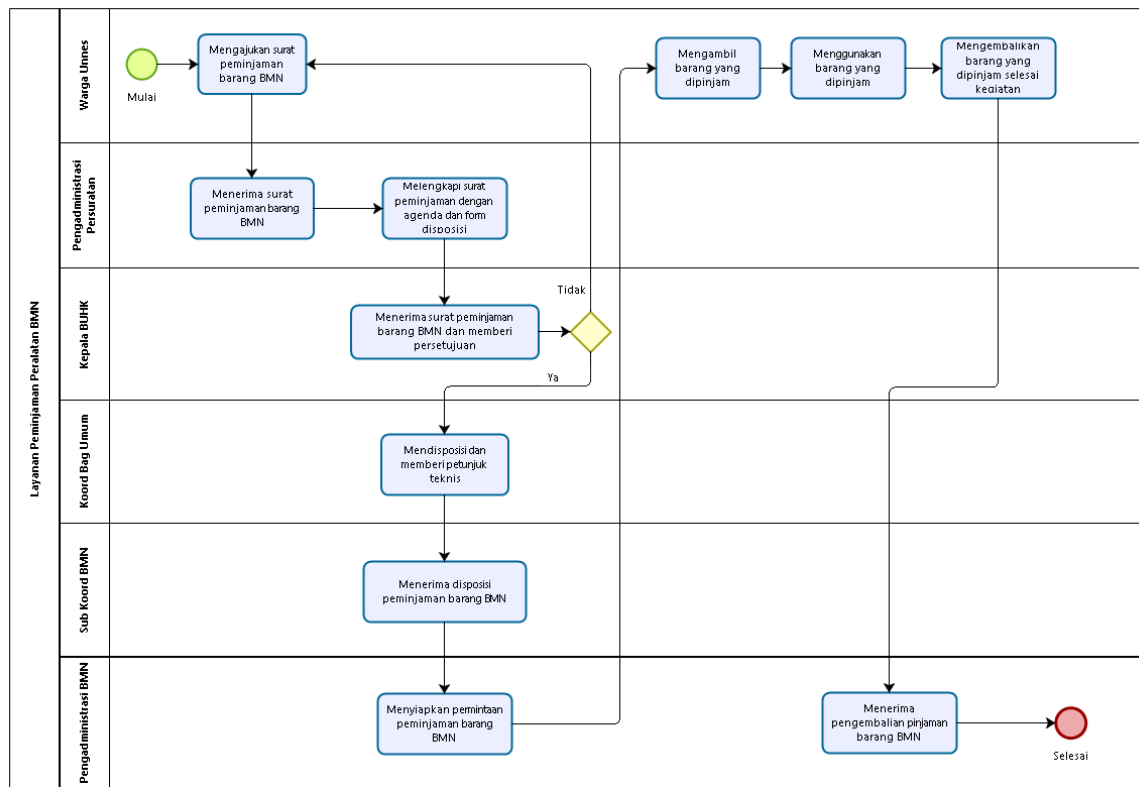 Layanan Peminjaman Peralatan BMN
Warga Unnes
Mulai
Mengajukan surat
peminjaman
barang BMN
Mengambil
barang yang
dipinjam
Menggunakan
barang yang
dipinjam
Mengembalikan
barang yang
dipinjam selesai
kegiatan
Pengadministrasi
Persuratan
Menerima surat
peminjaman barang
BMN
Melengkapi surat
peminjaman dengan
agenda dan form
disposisi
Kepala BUHK
Menerima surat peminjaman
barang BMN dan memberi
persetujuan
Tidak
Ya
Koord Bag Umum
Mendisposisi dan
memberi petunjuk
teknis
Sub Koord BMN
Menerima disposisi
peminjaman barang BMN
Pengadministrasi BMN
Menyiapkan permintaan
peminjaman barang
BMN
Menerima
pengembalian pinjaman
barang BMN
Selesai